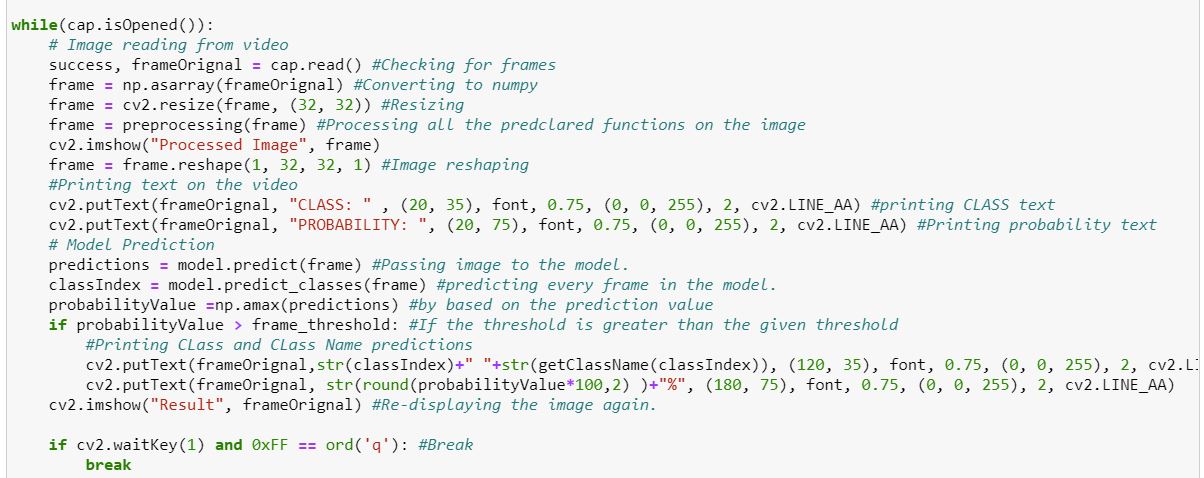 while(cap.isOpened()):
    # Image reading from video
    success, frameOrignal = cap.read() #Checking for frames
    frame = np.asarray(frameOrignal) #Converting to numpy
    frame = cv2.resize(frame, (32, 32)) #Resizing
    frame = preprocessing(frame) #Processing all the predclared functions on the image
    cv2.imshow("Processed Image", frame)
    frame = frame.reshape(1, 32, 32, 1) #Image reshaping
    #Printing text on the video
    cv2.putText(frameOrignal, "CLASS: " , (20, 35), font, 0.75, (0, 0, 255), 2, cv2.LINE_AA) #printing CLASS text
    cv2.putText(frameOrignal, "PROBABILITY: ", (20, 75), font, 0.75, (0, 0, 255), 2, cv2.LINE_AA) #Printing probability text
    # Model Prediction
    predictions = model.predict(frame) #Passing image to the model.
    classIndex = model.predict_classes(frame) #predicting every frame in the model.
    probabilityValue =np.amax(predictions) #by based on the prediction value
    if probabilityValue > frame_threshold: #If the threshold is greater than the given threshold
        #Printing CLass and CLass Name predictions
        cv2.putText(frameOrignal,str(classIndex)+" "+str(getClassName(classIndex)), (120, 35), font, 0.75, (0, 0, 255), 2,
        cv2.putText(frameOrignal, str(round(probabilityValue*100,2) )+"%", (180, 75), font, 0.75, (0, 0, 255), 2, cv2.LINE_AA)
    cv2.imshow("Result", frameOrignal) #Re-displaying the image again.

    if cv2.waitKey(1) and 0xFF == ord('q'): #Break
        break